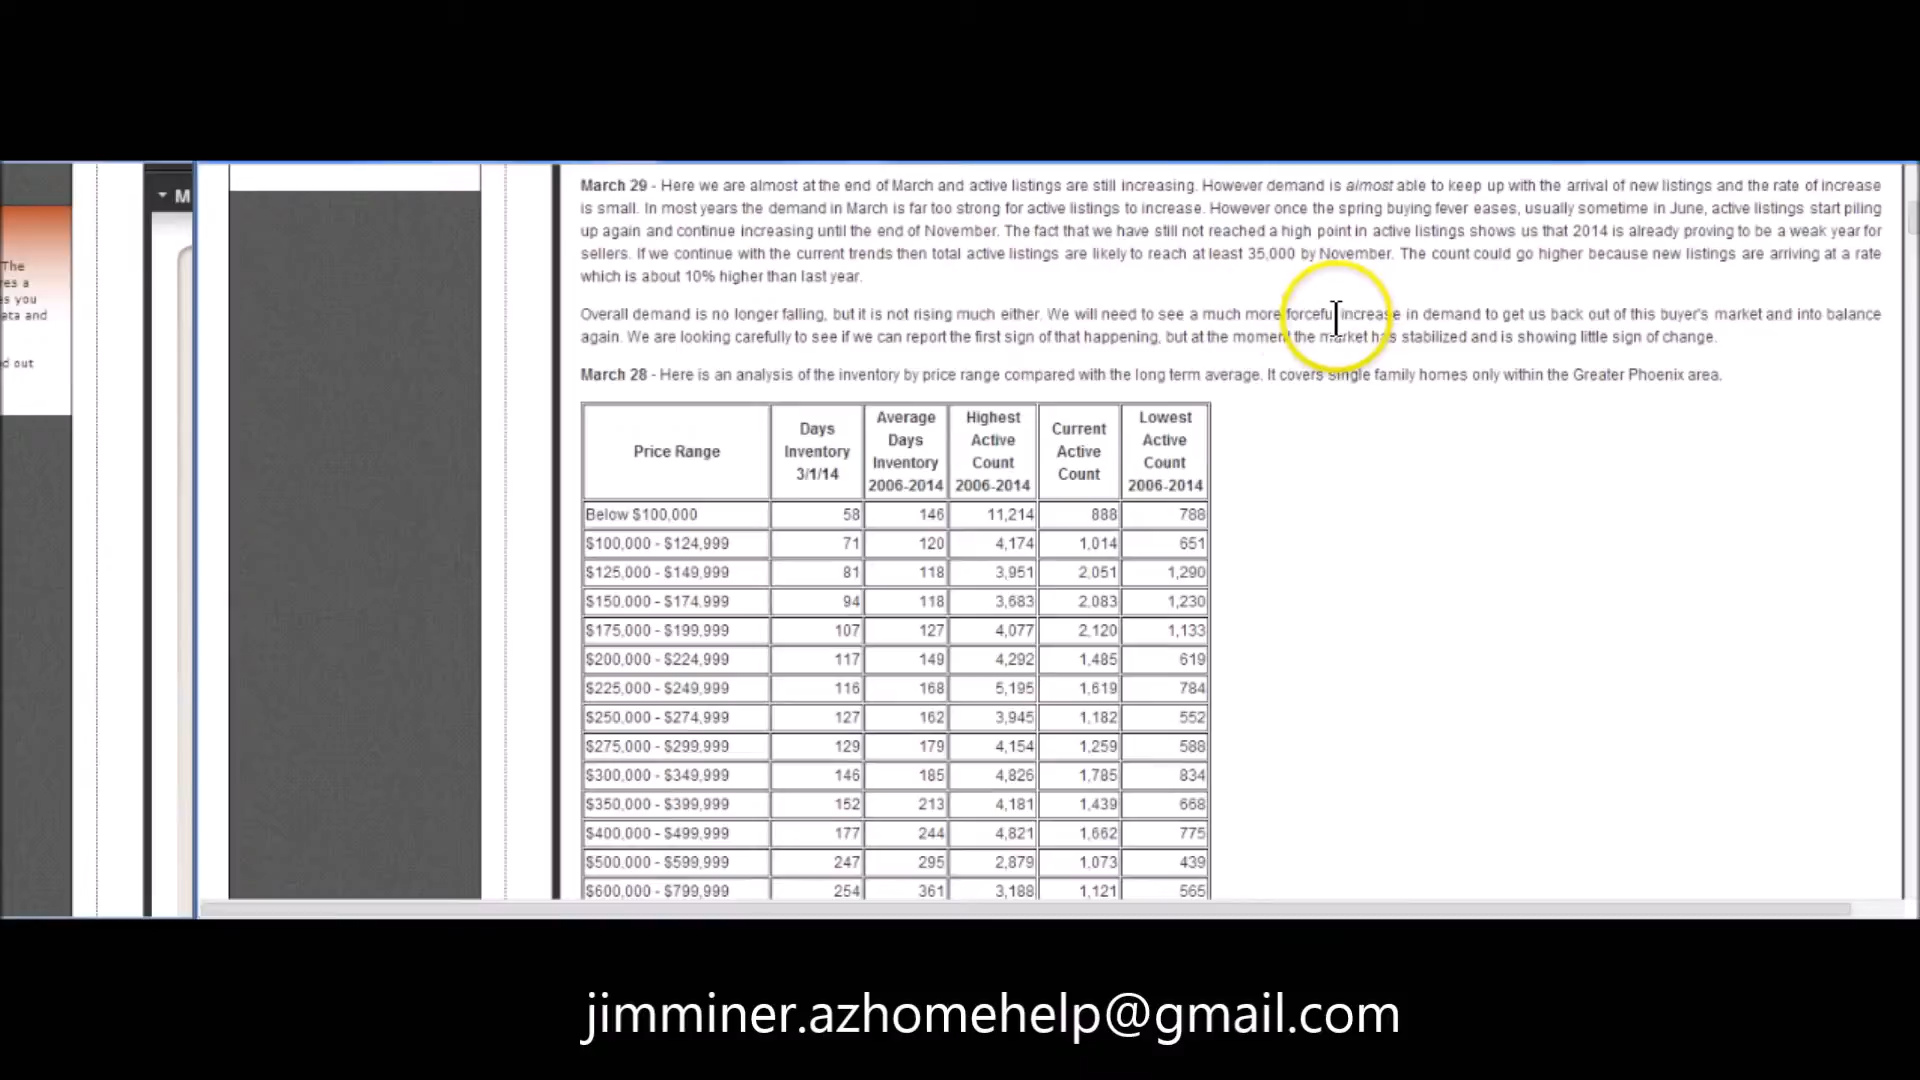 The
es a
s you
ata and
d out
M
March 29 - Here we are almost at the end of March and active listings are still increasing. However demand is almost able to keep up with the arrival of new listings and the rate of increase
is small. In most years the demand in March is far too strong for active listings to increase. However once the spring buying fever eases, usually sometime in June, active listings start piling
up again and continue increasing until the end of November. The fact that we have still not reached a high point in active listings shows us that 2014 is already proving to be a weak year for
sellers. If we continue with the current trends then total active listings are likely to reach at least 35,000 by November. The count could go higher because new listings are arriving at a rate
which is about 10% higher than last year.
Overall demand is no longer falling, but it is not rising much either. We will need to see a much more forceful increase in demand to get us back out of this buyer's market and into balance
again. We are looking carefully to see if we can report the first sign of that happening, but at the moment the market has stabilized and is showing little sign of change.
March 28 - Here is an analysis of the inventory by price range compared with the long term average. It covers single family homes only within the Greater Phoenix area.
Price Range Days Inventory 3/1/14 Average Days Inventory 2006-2014 Highest Active Count 2006-2014 Current Active Count Lowest Active Count 2006-2014
Below $100,000 58 146 11,214 888 788
$100,000 - $124,999 71 120 4,174 1,014 651
$125,000 - $149,999 81 118 3,951 2,051 1,290
$150,000 - $174,999 94 118 3,683 2,083 1,230
$175,000 - $199,999 107 127 4,077 2,120 1,133
$200,000 - $224,999 117 149 4,292 1,485 619
$225,000 - $249,999 116 168 5,195 1,619 784
$250,000 - $274,999 127 162 3,945 1,182 552
$275,000 - $299,999 129 179 4,154 1,259 588
$300,000 - $349,999 146 185 4,826 1,785 834
$350,000 - $399,999 152 213 4,181 1,439 668
$400,000 - $499,999 177 244 4,821 1,662 775
$500,000 - $599,999 247 295 2,879 1,073 439
$600,000 - $799,999 254 361 3,188 1,121 565
jimminer.azhomehelp@gmail.com